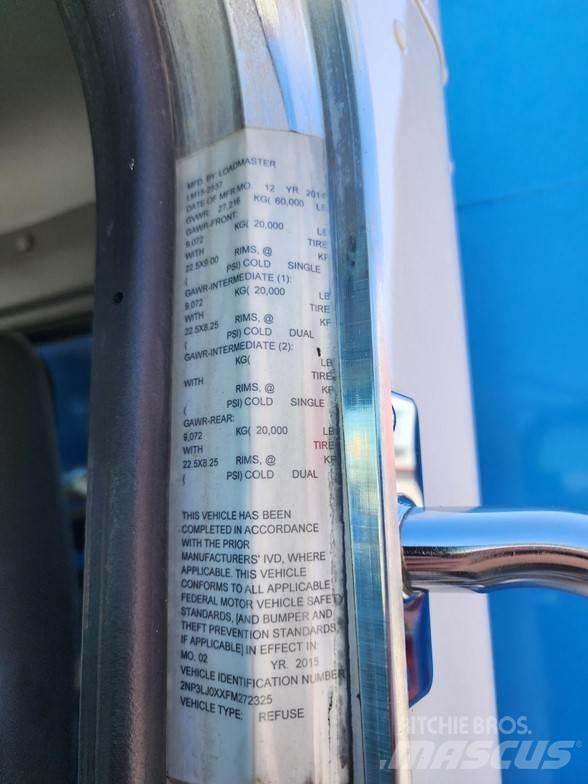 MFD. BY LOADMASTER
LM15-2537
DATE OF MFR:MO. 12 YR. 2014
GVWR: 27,216 KG( 60,000 LB
GAWR-FRONT:
9,072 KG( 20,000 LB
WITH TIRE
22.5X9.00 RIMS, @ KP
( PSI) COLD SINGLE
GAWR-INTERMEDIATE (1):
9,072 KG( 20,000 LB
WITH TIRE
22.5X8.25 RIMS, @ KP
( PSI) COLD DUAL
GAWR-INTERMEDIATE (2):
KG( LB
WITH TIRE
RIMS, @ KP
( PSI) COLD SINGLE
GAWR-REAR:
9,072 KG( 20,000 LB
WITH TIRE
22.5X8.25 RIMS, @ KP
( PSI) COLD DUAL
THIS VEHICLE HAS BEEN
COMPLETED IN ACCORDANCE
WITH THE PRIOR
MANUFACTURERS' IVD, WHERE
APPLICABLE. THIS VEHICLE
CONFORMS TO ALL APPLICABLE
FEDERAL MOTOR VEHICLE SAFETY
STANDARDS, [AND BUMPER AND
THEFT PREVENTION STANDARDS,
IF APPLICABLE] IN EFFECT IN:
MO. 02 YR. 2015
VEHICLE IDENTIFICATION NUMBER
2NP3LJ0XXFM272325
VEHICLE TYPE: REFUSE
RITCHIE BROS.
MASCUS